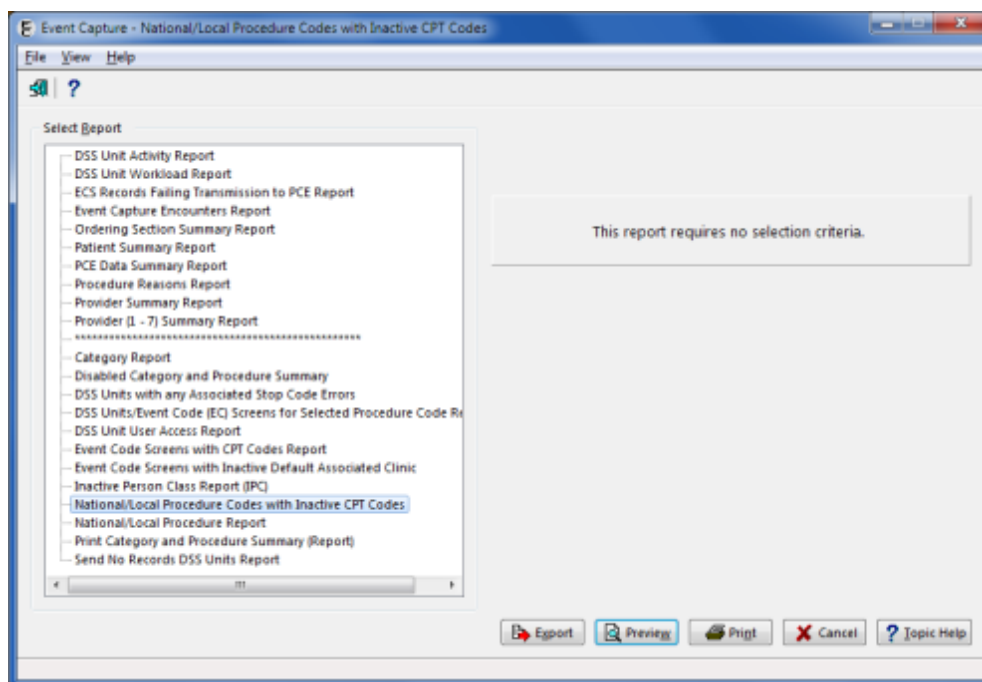 Event Capture - National/Local Procedure Codes with Inactive CPT Codes
File View Help
Select Report
DSS Unit Activity Report
DSS Unit Workload Report
ECS Records Failing Transmission to PCE Report
Event Capture Encounters Report
Ordering Section Summary Report
Patient Summary Report
PCE Data Summary Report
Procedure Reasons Report
Provider Summary Report
Provider (1 - 7) Summary Report
**************************************************
Category Report
Disabled Category and Procedure Summary
DSS Units with any Associated Stop Code Errors
DSS Units/Event Code (EC) Screens for Selected Procedure Code Re
DSS Unit User Access Report
Event Code Screens with CPT Codes Report
Event Code Screens with Inactive Default Associated Clinic
Inactive Person Class Report (IPC)
National/Local Procedure Codes with Inactive CPT Codes
National/Local Procedure Report
Print Category and Procedure Summary (Report)
Send No Records DSS Units Report
This report requires no selection criteria.
Export Preview Print Cancel ? Topic Help